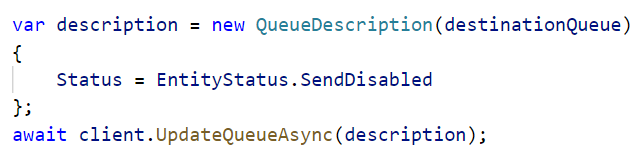 var description = new QueueDescription(destinationQueue)
{
    Status = EntityStatus.SendDisabled
};
await client.UpdateQueueAsync(description);